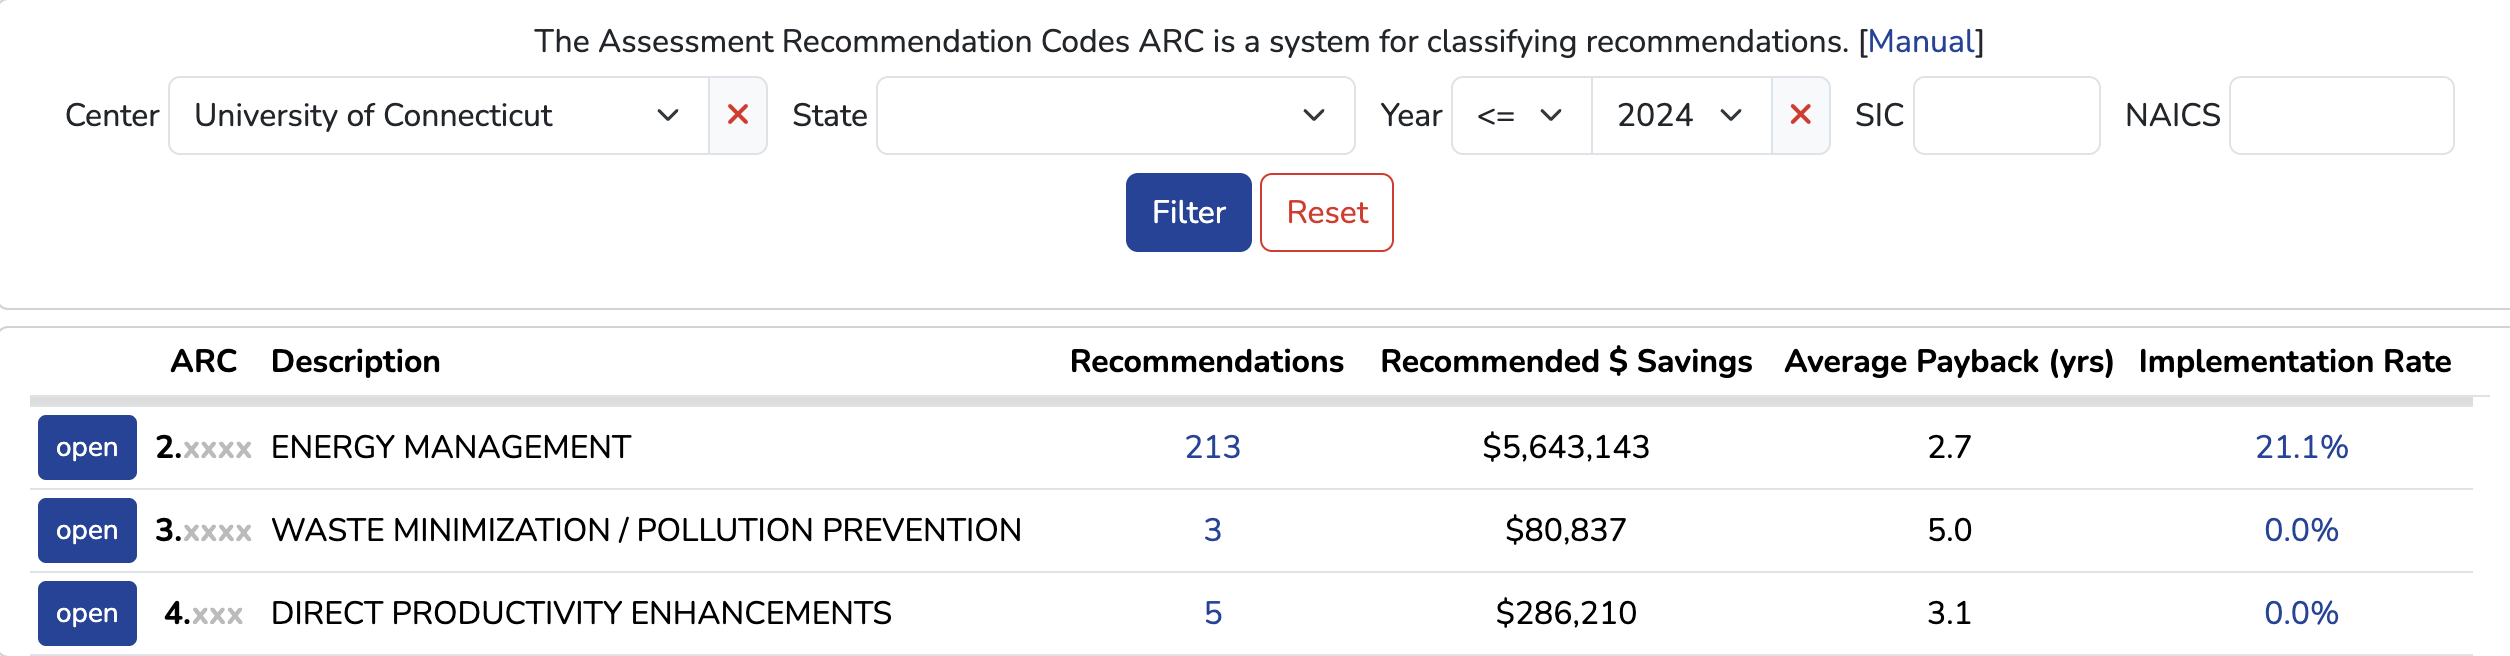 The Assessment Recommendation Codes ARC is a system for classifying recommendations. [Manual]
Center University of Connecticut State Year <= 2024 SIC NAICS
Filter Reset
ARC Description Recommendations Recommended $ Savings Average Payback (yrs) Implementation Rate
open 2.xxxx ENERGY MANAGEMENT 213 $5,643,143 2.7 21.1%
open 3.xxxx WASTE MINIMIZATION / POLLUTION PREVENTION 3 $80,837 5.0 0.0%
open 4.xxx DIRECT PRODUCTIVITY ENHANCEMENTS 5 $286,210 3.1 0.0%